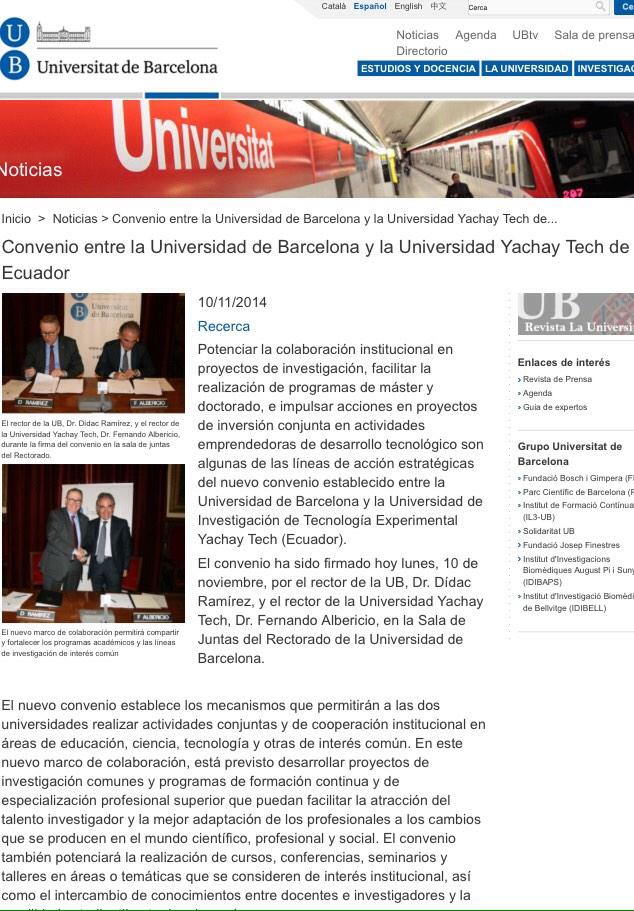 Català Español English 中文
Cerca
Ce
U
B Universitat de Barcelona
Noticias Agenda UBtv Sala de prensa
Directorio
ESTUDIOS Y DOCENCIA LA UNIVERSIDAD INVESTIGAC
Universitat
Noticias
297
Inicio > Noticias > Convenio entre la Universidad de Barcelona y la Universidad Yachay Tech de...
Convenio entre la Universidad de Barcelona y la Universidad Yachay Tech de
Ecuador
Universitat
de Barcelona
D. RAMIREZ F. ALBERICIO
El rector de la UB, Dr. Dídac Ramírez, y el rector de
la Universidad Yachay Tech, Dr. Fernando Albericio,
durante la firma del convenio en la sala de juntas
del Rectorado.
D. RAMIREZ F. ALBERICIO
El nuevo marco de colaboración permitirá compartir
y fortalecer los programas académicos y las líneas
de investigación de interés común
10/11/2014
Recerca
Potenciar la colaboración institucional en
proyectos de investigación, facilitar la
realización de programas de máster y
doctorado, e impulsar acciones en proyectos
de inversión conjunta en actividades
emprendedoras de desarrollo tecnológico son
algunas de las líneas de acción estratégicas
del nuevo convenio establecido entre la
Universidad de Barcelona y la Universidad de
Investigación de Tecnología Experimental
Yachay Tech (Ecuador).
El convenio ha sido firmado hoy lunes, 10 de
noviembre, por el rector de la UB, Dr. Dídac
Ramírez, y el rector de la Universidad Yachay
Tech, Dr. Fernando Albericio, en la Sala de
Juntas del Rectorado de la Universidad de
Barcelona.
UB
Revista La Universi
Enlaces de interés
› Revista de Prensa
› Agenda
› Guia de expertos
Grupo Universitat de
Barcelona
› Fundació Bosch i Gimpera (F
› Parc Científic de Barcelona (P
› Institut de Formació Contínua
(IL3-UB)
› Solidaritat UB
› Fundació Josep Finestres
› Institut d'Investigacions
Biomèdiques August Pi i Suny
(IDIBAPS)
› Institut d'Investigació Biomèdi
de Bellvitge (IDIBELL)
El nuevo convenio establece los mecanismos que permitirán a las dos
universidades realizar actividades conjuntas y de cooperación institucional en
áreas de educación, ciencia, tecnología y otras de interés común. En este
nuevo marco de colaboración, está previsto desarrollar proyectos de
investigación comunes y programas de formación continua y de
especialización profesional superior que puedan facilitar la atracción del
talento investigador y la mejor adaptación de los profesionales a los cambios
que se producen en el mundo científico, profesional y social. El convenio
también potenciará la realización de cursos, conferencias, seminarios y
talleres en áreas o temáticas que se consideren de interés institucional, así
como el intercambio de conocimientos entre docentes e investigadores y la